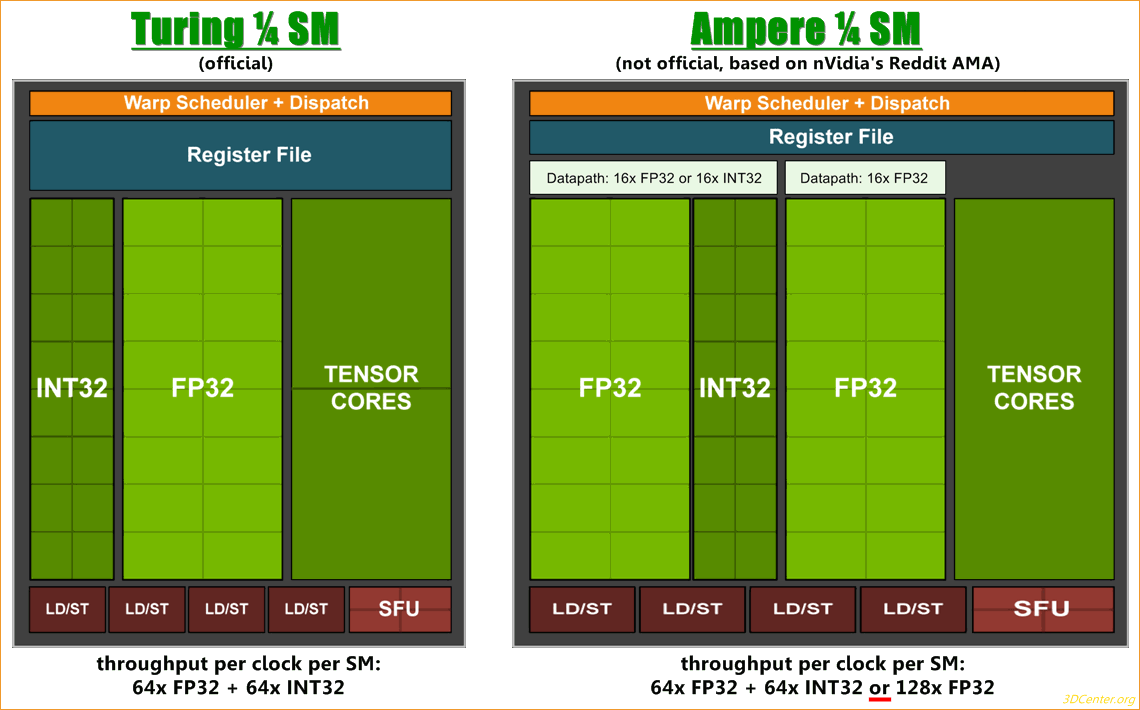 Turing ¼ SM
(official)
Warp Scheduler + Dispatch
Register File
INT32
FP32
TENSOR
CORES
LD/ST
LD/ST
LD/ST
LD/ST
SFU
throughput per clock per SM:
64x FP32 + 64x INT32
Ampere ¼ SM
(not official, based on nVidia's Reddit AMA)
Warp Scheduler + Dispatch
Register File
Datapath: 16x FP32 or 16x INT32
Datapath: 16x FP32
FP32
INT32
FP32
TENSOR
CORES
LD/ST
LD/ST
LD/ST
LD/ST
SFU
throughput per clock per SM:
64x FP32 + 64x INT32 or 128x FP32
3DCenter.org